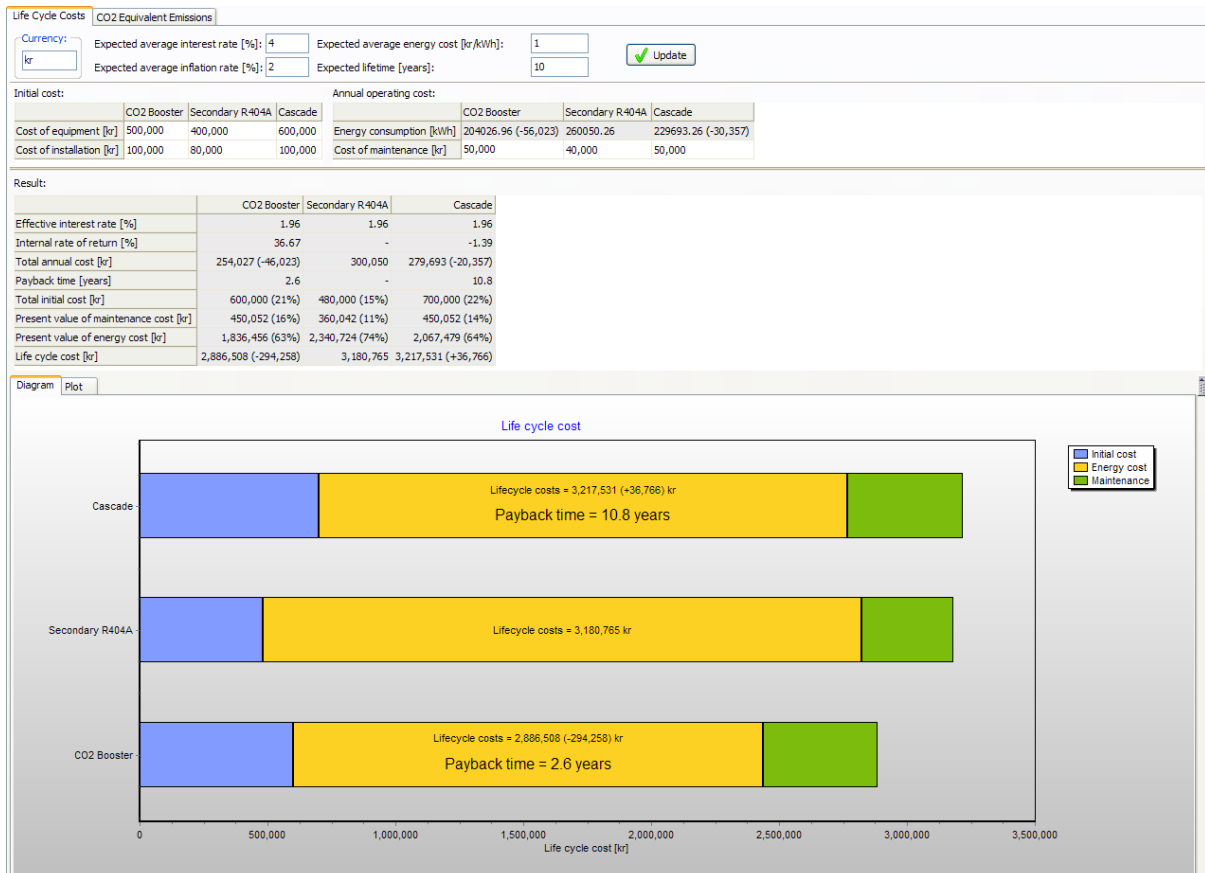 Life Cycle Costs CO2 Equivalent Emissions
Currency: Expected average interest rate [%]: 4 Expected average energy cost [kr/kWh]: 1
kr Update
Expected average inflation rate [%]: 2 Expected lifetime [years]: 10
Initial cost: Annual operating cost:
CO2 Booster Secondary R404A Cascade CO2 Booster Secondary R404A Cascade
Cost of equipment [kr] 500,000 400,000 600,000 Energy consumption [kWh] 204026.96 (-56,023) 260050.26 229693.26 (-30,357)
Cost of installation [kr] 100,000 80,000 100,000 Cost of maintenance [kr] 50,000 40,000 50,000
Result:
CO2 Booster Secondary R404A Cascade
Effective interest rate [%] 1.96 1.96 1.96
Internal rate of return [%] 36.67 - -1.39
Total annual cost [kr] 254,027 (-46,023) 300,050 279,693 (-20,357)
Payback time [years] 2.6 - 10.8
Total initial cost [kr] 600,000 (21%) 480,000 (15%) 700,000 (22%)
Present value of maintenance cost [kr] 450,052 (16%) 360,042 (11%) 450,052 (14%)
Present value of energy cost [kr] 1,836,456 (63%) 2,340,724 (74%) 2,067,479 (64%)
Life cycle cost [kr] 2,886,508 (-294,258) 3,180,765 3,217,531 (+36,766)
Diagram Plot
Life cycle cost
Initial cost
Energy cost
Maintenance
Cascade
Lifecycle costs = 3,217,531 (+36,766) kr
Payback time = 10.8 years
Secondary R404A
Lifecycle costs = 3,180,765 kr
CO2 Booster
Lifecycle costs = 2,886,508 (-294,258) kr
Payback time = 2.6 years
0 500,000 1,000,000 1,500,000 2,000,000 2,500,000 3,000,000 3,500,000
Life cycle cost [kr]